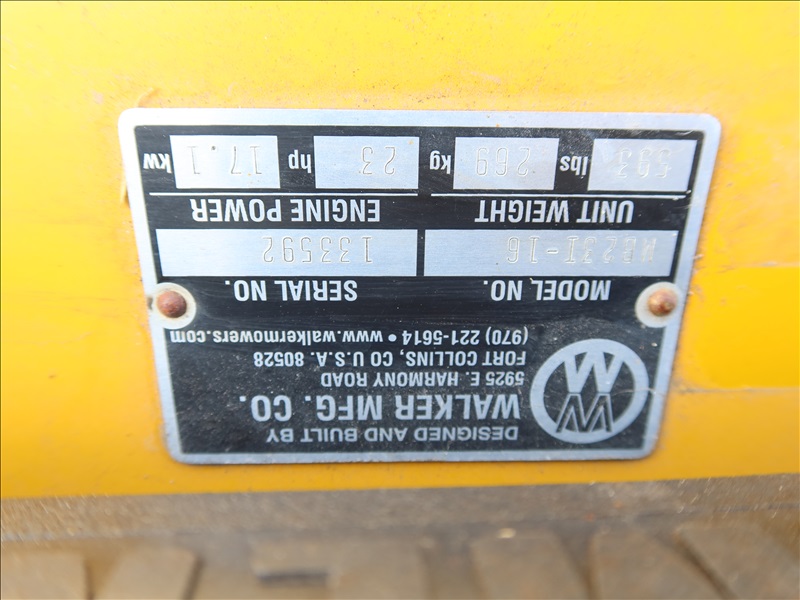 DESIGNED AND BUILT BY
WALKER MFG. CO.
5925 E. HARMONY ROAD
FORT COLLINS, CO U.S.A. 80528
(970) 221-5614 • www.walkermowers.com
MODEL NO. SERIAL NO.
MB23I-16 133592
UNIT WEIGHT ENGINE POWER
593 lbs 269 kg 23 hp 17.1 kw